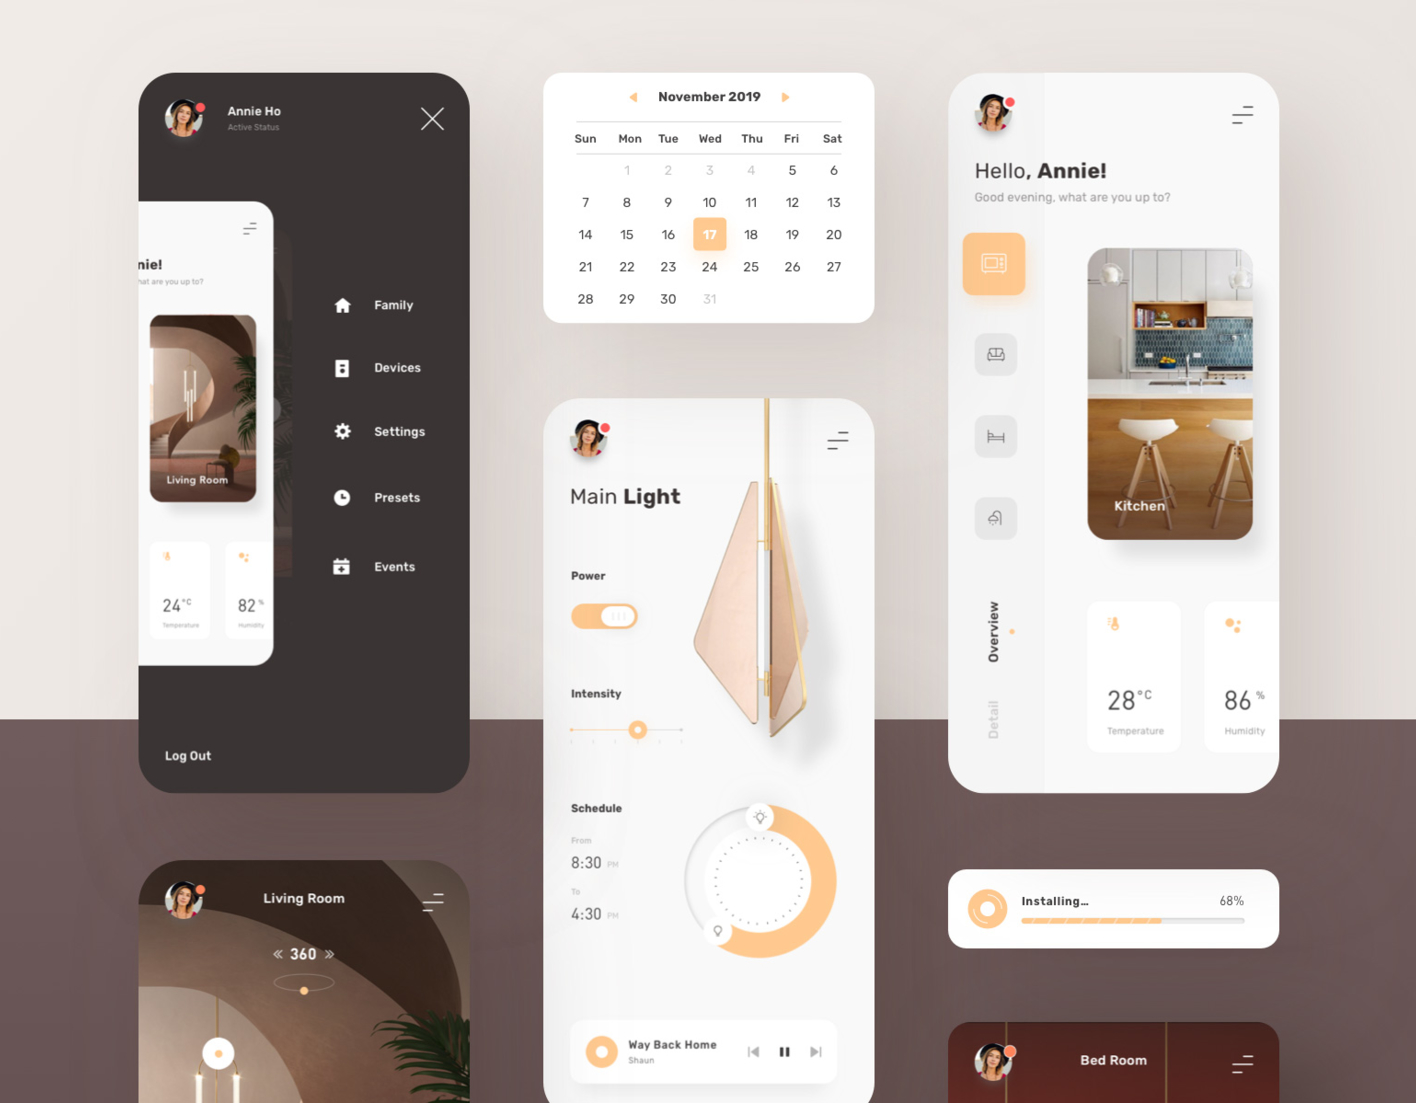 Annie Ho
Active Status
nie!
hat are you up to?
Living Room
24°C
Temperature
82 %
Humidity
Family
Devices
Settings
Presets
Events
Log Out
November 2019
Sun Mon Tue Wed Thu Fri Sat
1 2 3 4 5 6
7 8 9 10 11 12 13
14 15 16 17 18 19 20
21 22 23 24 25 26 27
28 29 30 31
Main Light
Power
Intensity
Schedule
From
8:30 PM
To
4:30 PM
Way Back Home
Shaun
Hello, Annie!
Good evening, what are you up to?
Kitchen
Overview
Detail
28°C
Temperature
86 %
Humidity
Living Room
« 360 »
Installing...
68%
Bed Room